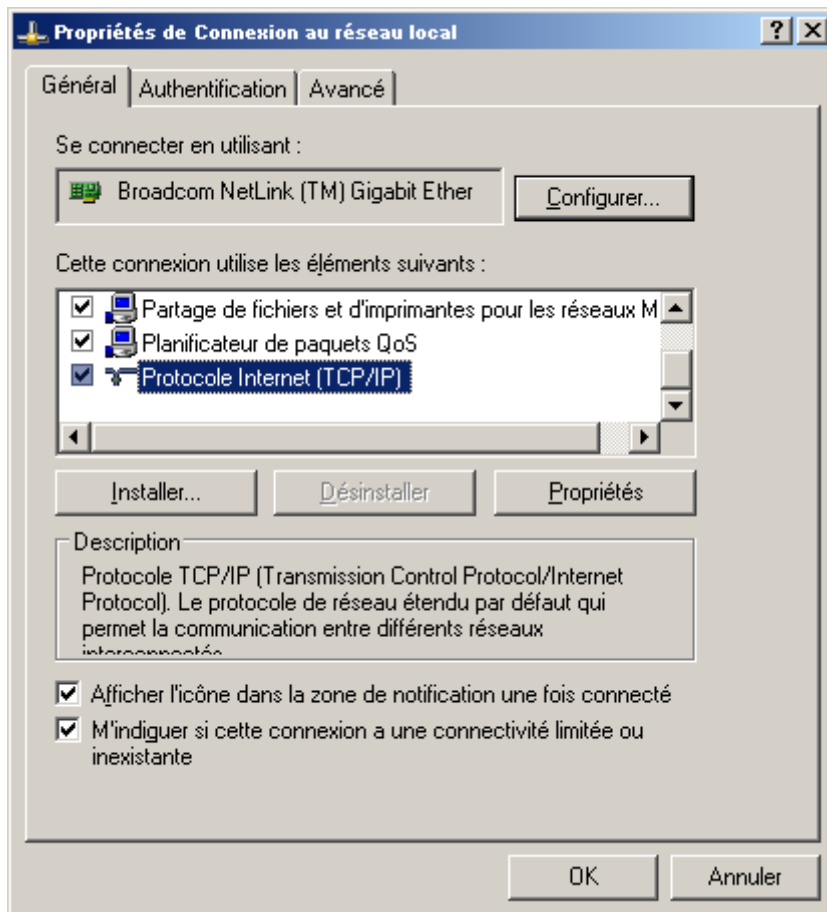 Propriétés de Connexion au réseau local
Général
Authentification
Avancé
Se connecter en utilisant :
Broadcom NetLink (TM) Gigabit Ether
Configurer...
Cette connexion utilise les éléments suivants :
Partage de fichiers et d'imprimantes pour les réseaux M
Planificateur de paquets QoS
Protocole Internet (TCP/IP)
Installer...
Désinstaller
Propriétés
Description
Protocole TCP/IP (Transmission Control Protocol/Internet
Protocol). Le protocole de réseau étendu par défaut qui
permet la communication entre différents réseaux
interconnectés
Afficher l'icône dans la zone de notification une fois connecté
M'indiquer si cette connexion a une connectivité limitée ou
inexistante
OK
Annuler